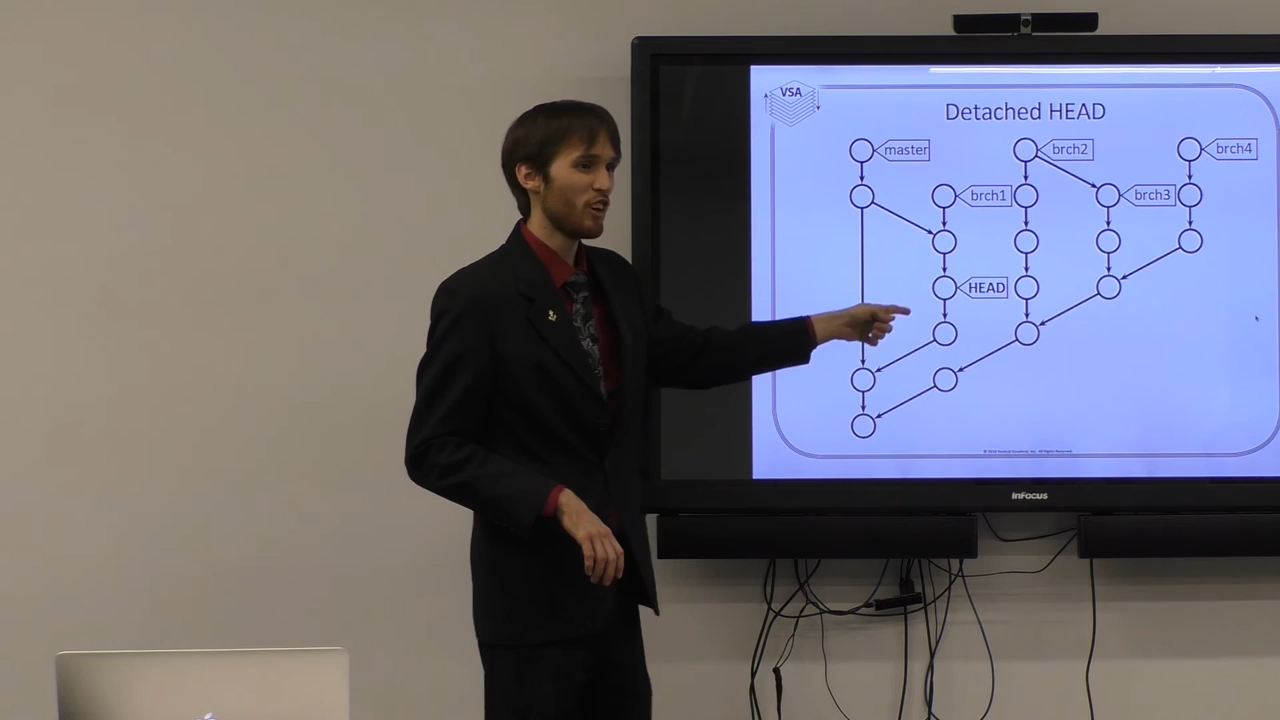 VSA
Detached HEAD
master
brch2
brch4
brch1
brch3
HEAD
InFocus